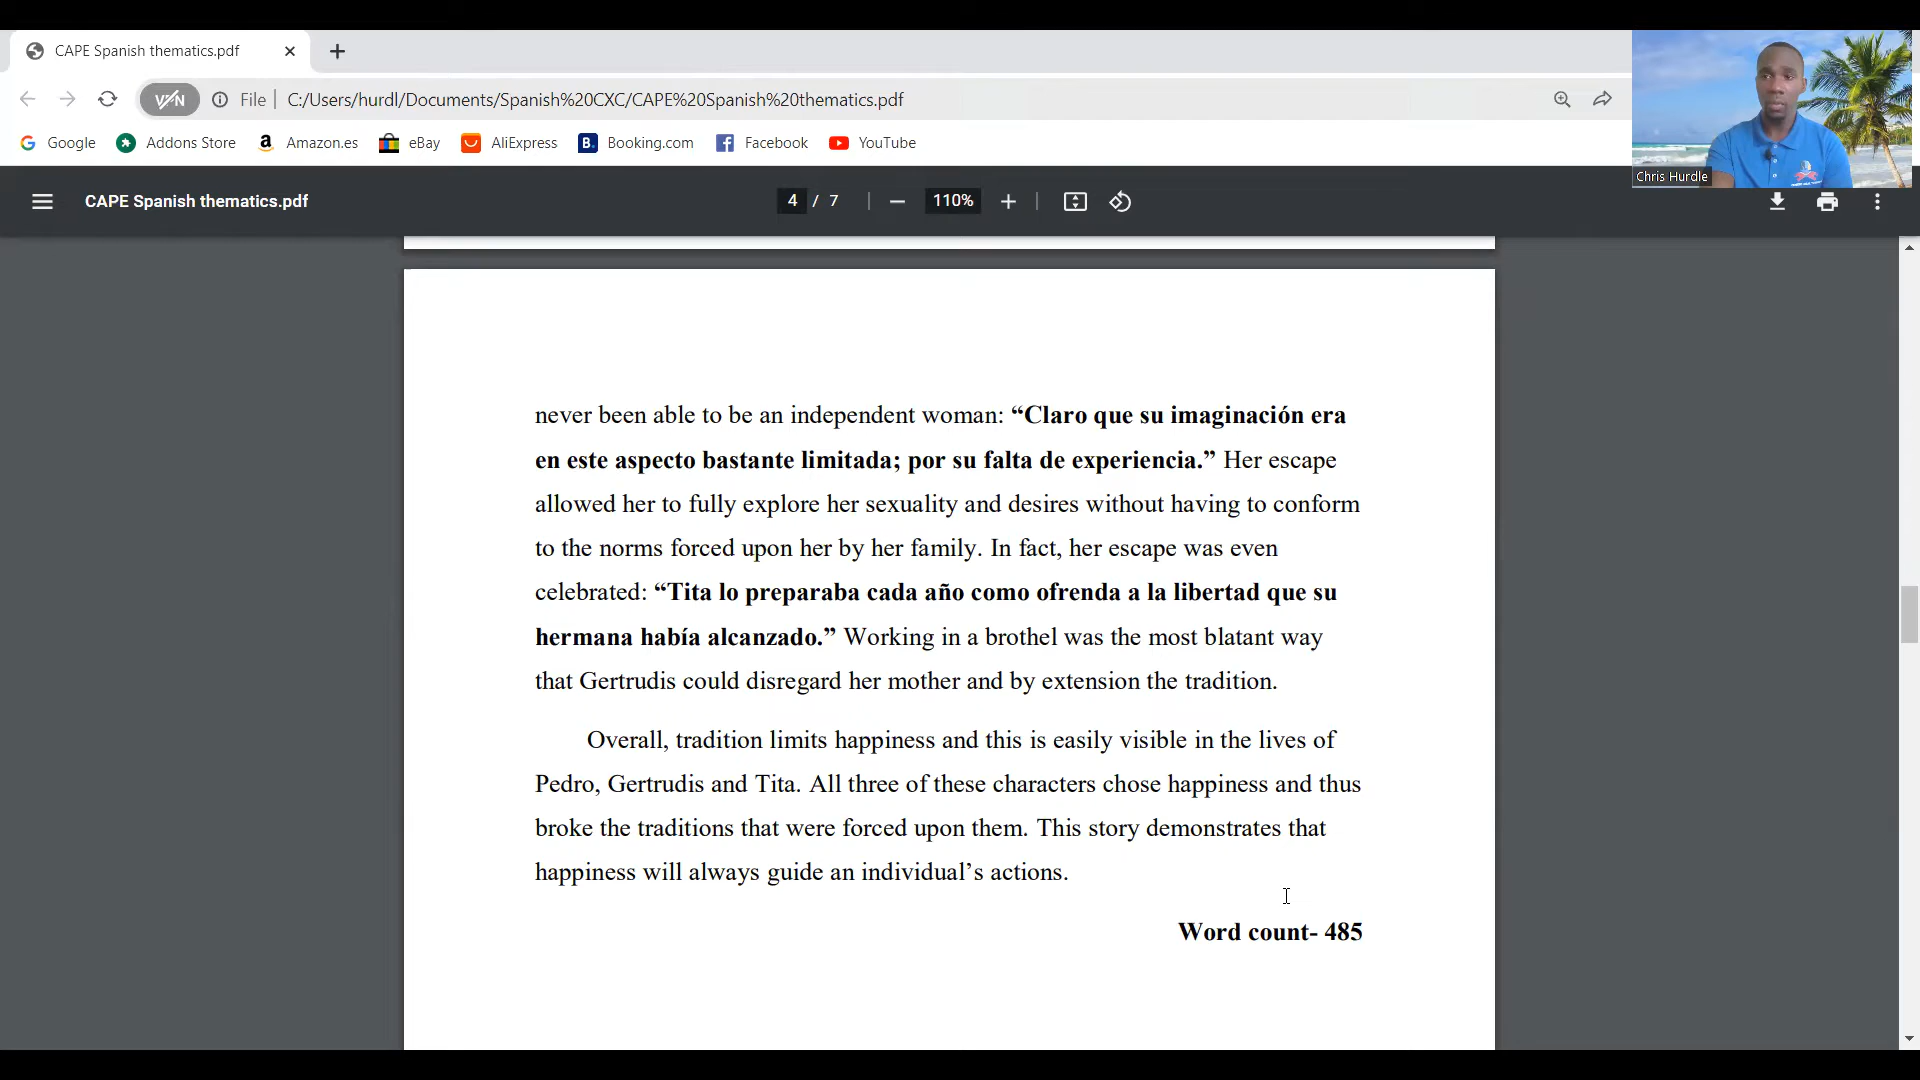 CAPE Spanish thematics.pdf
VPN File C:/Users/hurdl/Documents/Spanish%20CXC/CAPE%20Spanish%20thematics.pdf
Google Addons Store Amazon.es eBay AliExpress Booking.com Facebook YouTube
Chris Hurdle
CAPE Spanish thematics.pdf 4 / 7 110%
never been able to be an independent woman: “Claro que su imaginación era
en este aspecto bastante limitada; por su falta de experiencia.” Her escape
allowed her to fully explore her sexuality and desires without having to conform
to the norms forced upon her by her family. In fact, her escape was even
celebrated: “Tita lo preparaba cada año como ofrenda a la libertad que su
hermana había alcanzado.” Working in a brothel was the most blatant way
that Gertrudis could disregard her mother and by extension the tradition.
Overall, tradition limits happiness and this is easily visible in the lives of
Pedro, Gertrudis and Tita. All three of these characters chose happiness and thus
broke the traditions that were forced upon them. This story demonstrates that
happiness will always guide an individual’s actions.
Word count- 485